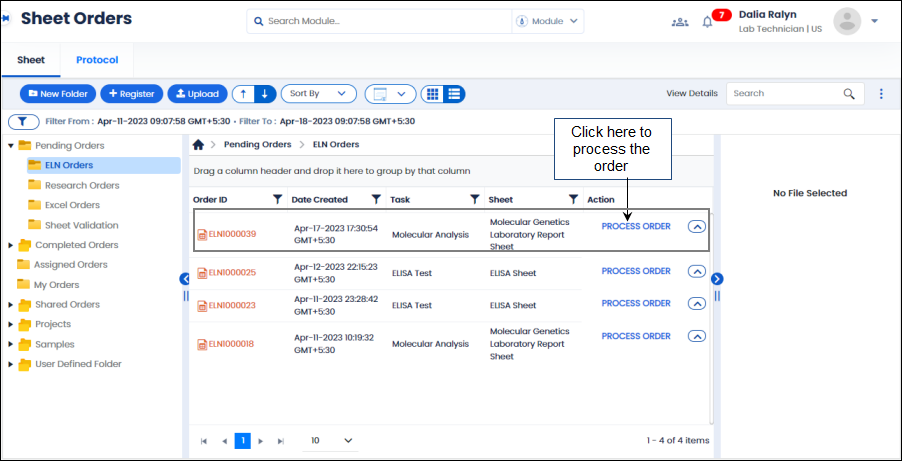 Sheet Orders
Search Module...
Module
7
Dalia Ralyn
Lab Technician | US
Sheet
Protocol
New Folder
Register
Upload
Sort By
View Details
Search
Filter From : Apr-11-2023 09:07:58 GMT+5:30 • Filter To : Apr-18-2023 09:07:58 GMT+5:30
Click here to
process the
order
Pending Orders
ELN Orders
Research Orders
Excel Orders
Sheet Validation
Completed Orders
Assigned Orders
My Orders
Shared Orders
Projects
Samples
User Defined Folder
Pending Orders
ELN Orders
Drag a column header and drop it here to group by that column
Order ID
Date Created
Task
Sheet
Action
ELN1000039
Apr-17-2023 17:30:54
GMT+5:30
Molecular Analysis
Molecular Genetics
Laboratory Report
Sheet
PROCESS ORDER
ELN1000025
Apr-12-2023 22:15:23
GMT+5:30
ELISA Test
ELISA Sheet
PROCESS ORDER
ELN1000023
Apr-11-2023 23:28:42
GMT+5:30
ELISA Test
ELISA Sheet
PROCESS ORDER
ELN1000018
Apr-11-2023 10:19:32
GMT+5:30
Molecular Analysis
Molecular Genetics
Laboratory Report
Sheet
PROCESS ORDER
1
10
1 - 4 of 4 items
No File Selected